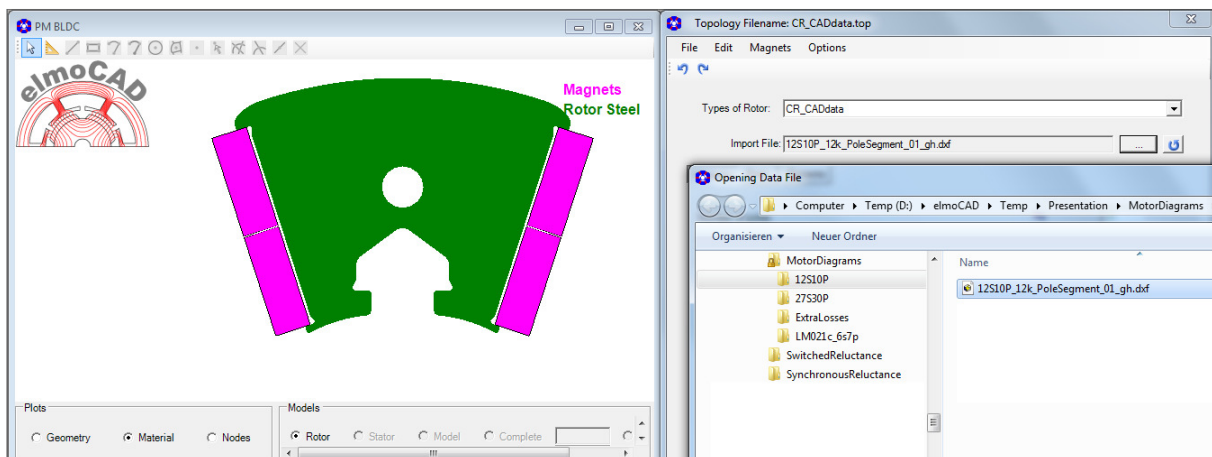 PM BLDC
elmoCAD
Magnets
Rotor Steel
Plots
Geometry
Material
Nodes
Models
Rotor
Stator
Model
Complete
Topology Filename: CR_CADdata.top
File Edit Magnets Options
Types of Rotor: CR_CADdata
Import File: 12S10P_12k_PoleSegment_01_gh.dxf ...
Opening Data File
Computer Temp (D:) elmoCAD Temp Presentation MotorDiagrams
Organisieren Neuer Ordner
MotorDiagrams
12S10P
27S30P
ExtraLosses
LM021c_6s7p
SwitchedReluctance
SynchronousReluctance
Name
12S10P_12k_PoleSegment_01_gh.dxf